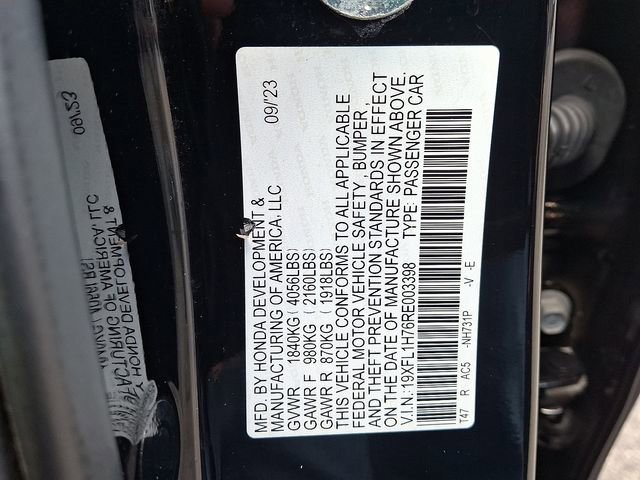 MFD. BY HONDA DEVELOPMENT & 09/'23
MANUFACTURING OF AMERICA, LLC
GVWR 1840KG ( 4056LBS)
GAWR F 980KG ( 2160LBS)
GAWR R 870KG ( 1918LBS)
THIS VEHICLE CONFORMS TO ALL APPLICABLE
FEDERAL MOTOR VEHICLE SAFETY, BUMPER,
AND THEFT PREVENTION STANDARDS IN EFFECT
ON THE DATE OF MANUFACTURE SHOWN ABOVE.
V.I.N.:19XFL1H76RE003398 TYPE: PASSENGER CAR
T47 R AC5 -NH731P -V -E